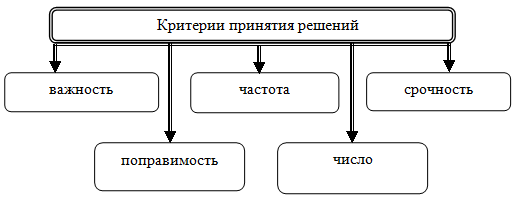 Критерии принятия решений
важность
частота
срочность
поправимость
число